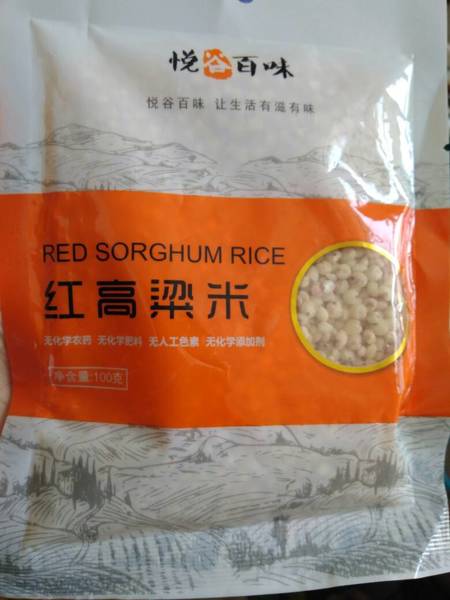 悦谷百味
悦谷百味 让生活有滋有味
RED SORGHUM RICE
红高粱米
无化学农药 无化学肥料 无人工色素 无化学添加剂
净含量:100克